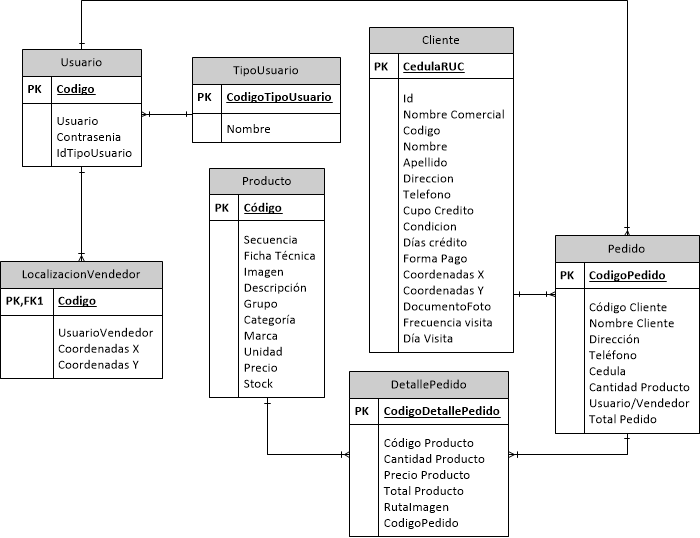 Usuario
PK Codigo
Usuario
Contrasenia
IdTipoUsuario
TipoUsuario
PK CodigoTipoUsuario
Nombre
Cliente
PK CedulaRUC
Id
Nombre Comercial
Codigo
Nombre
Apellido
Direccion
Telefono
Cupo Credito
Condicion
Días crédito
Forma Pago
Coordenadas X
Coordenadas Y
DocumentoFoto
Frecuencia visita
Día Visita
Producto
PK Código
Secuencia
Ficha Técnica
Imagen
Descripción
Grupo
Categoría
Marca
Unidad
Precio
Stock
LocalizacionVendedor
PK,FK1 Codigo
UsuarioVendedor
Coordenadas X
Coordenadas Y
Pedido
PK CodigoPedido
Código Cliente
Nombre Cliente
Dirección
Teléfono
Cedula
Cantidad Producto
Usuario/Vendedor
Total Pedido
DetallePedido
PK CodigoDetallePedido
Código Producto
Cantidad Producto
Precio Producto
Total Producto
RutaImagen
CodigoPedido